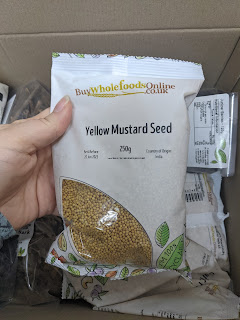 BuyWholefoodsOnline
.co.uk
Yellow Mustard Seed
250g
Country of Origin:
India